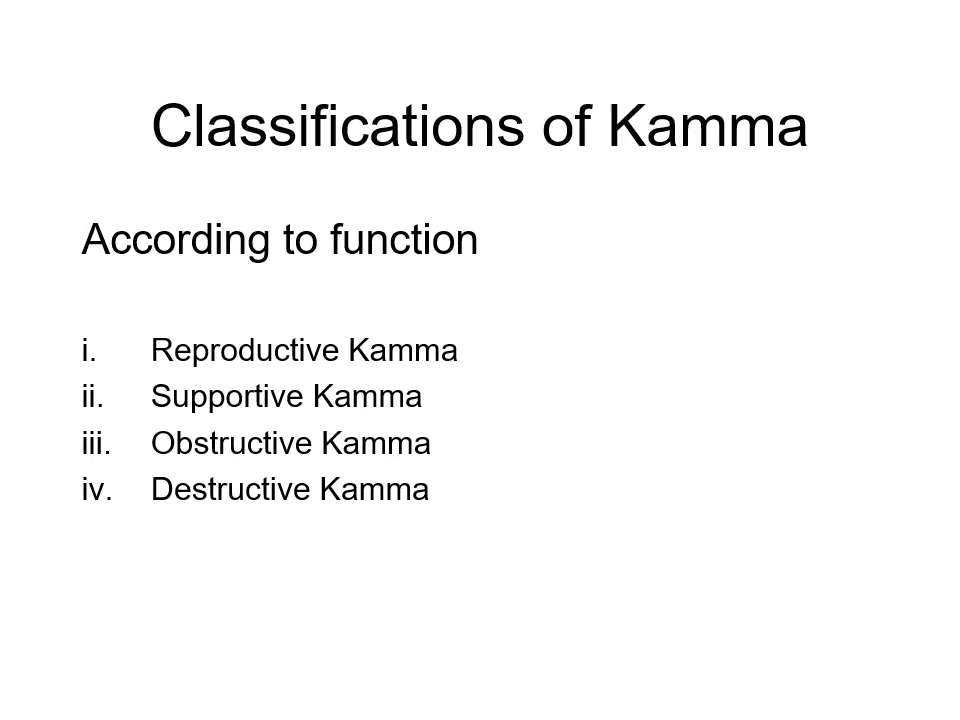 Classifications of Kamma
According to function
i. Reproductive Kamma
ii. Supportive Kamma
iii. Obstructive Kamma
iv. Destructive Kamma